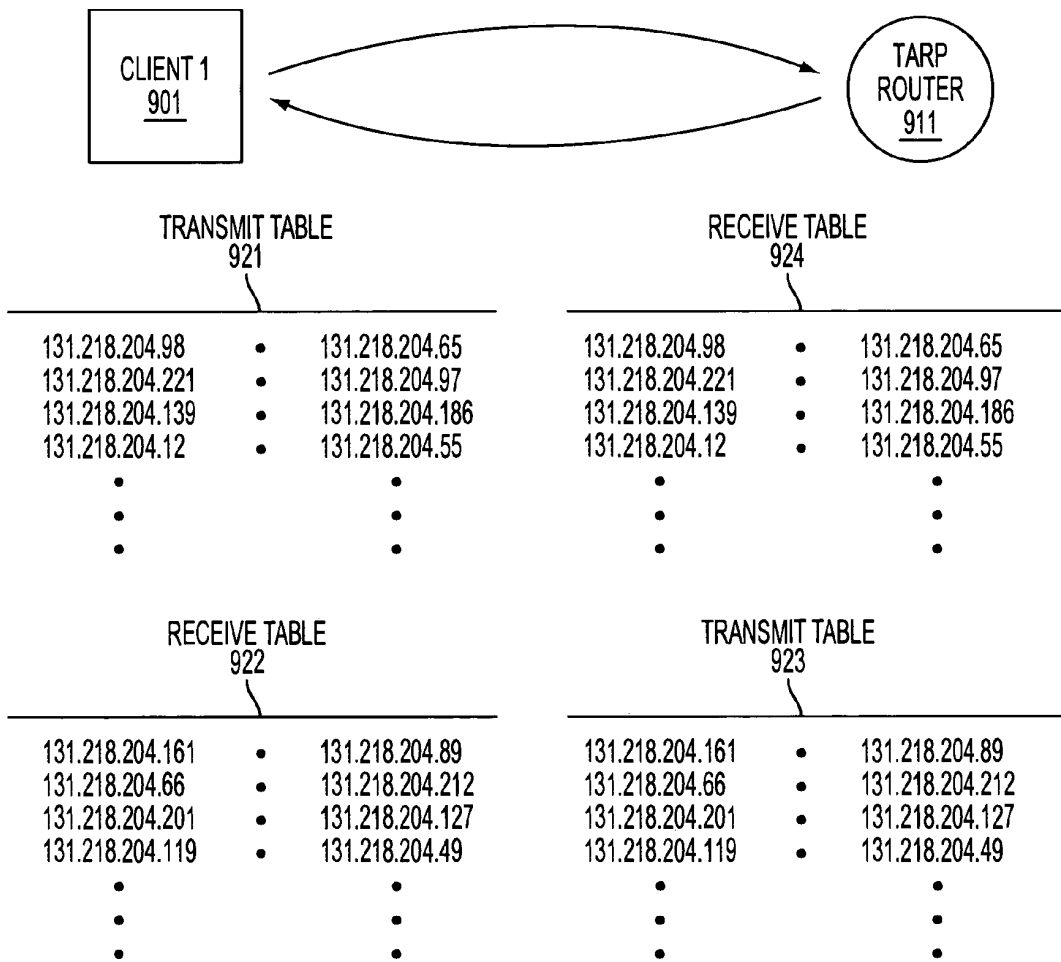 CLIENT 1
901
TARP
ROUTER
911
TRANSMIT TABLE
921
131.218.204.98 • 131.218.204.65
131.218.204.221 • 131.218.204.97
131.218.204.139 • 131.218.204.186
131.218.204.12 • 131.218.204.55
RECEIVE TABLE
924
131.218.204.98 • 131.218.204.65
131.218.204.221 • 131.218.204.97
131.218.204.139 • 131.218.204.186
131.218.204.12 • 131.218.204.55
RECEIVE TABLE
922
131.218.204.161 • 131.218.204.89
131.218.204.66 • 131.218.204.212
131.218.204.201 • 131.218.204.127
131.218.204.119 • 131.218.204.49
TRANSMIT TABLE
923
131.218.204.161 • 131.218.204.89
131.218.204.66 • 131.218.204.212
131.218.204.201 • 131.218.204.127
131.218.204.119 • 131.218.204.49